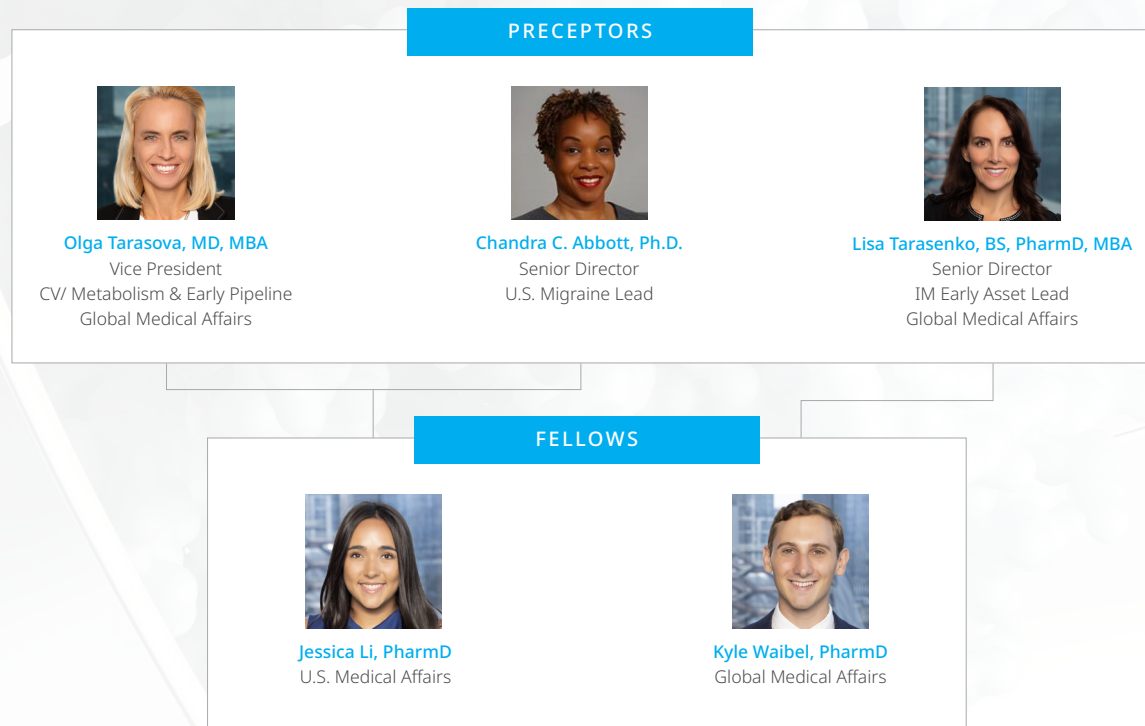 PRECEPTORS
Olga Tarasova, MD, MBA
Vice President
CV/ Metabolism & Early Pipeline
Global Medical Affairs
Chandra C. Abbott, Ph.D.
Senior Director
U.S. Migraine Lead
Lisa Tarasenko, BS, PharmD, MBA
Senior Director
IM Early Asset Lead
Global Medical Affairs
FELLOWS
Jessica Li, PharmD
U.S. Medical Affairs
Kyle Waibel, PharmD
Global Medical Affairs